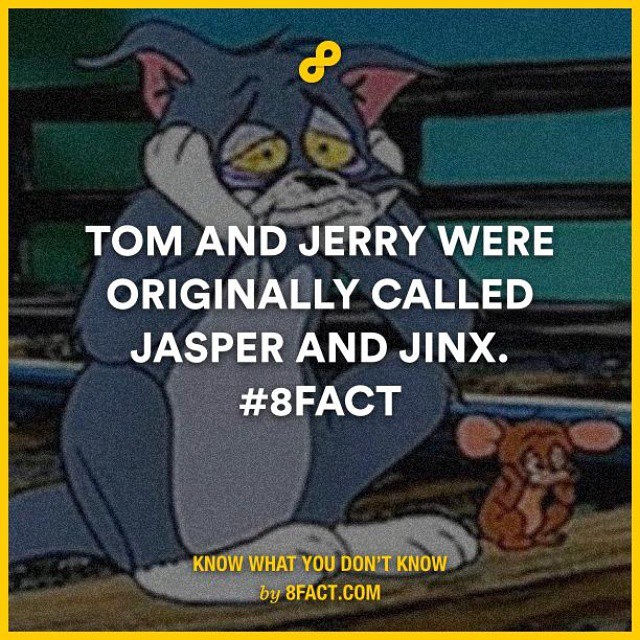 TOM AND JERRY WERE
ORIGINALLY CALLED
JASPER AND JINX.
#8FACT
KNOW WHAT YOU DON'T KNOW
by 8FACT.COM